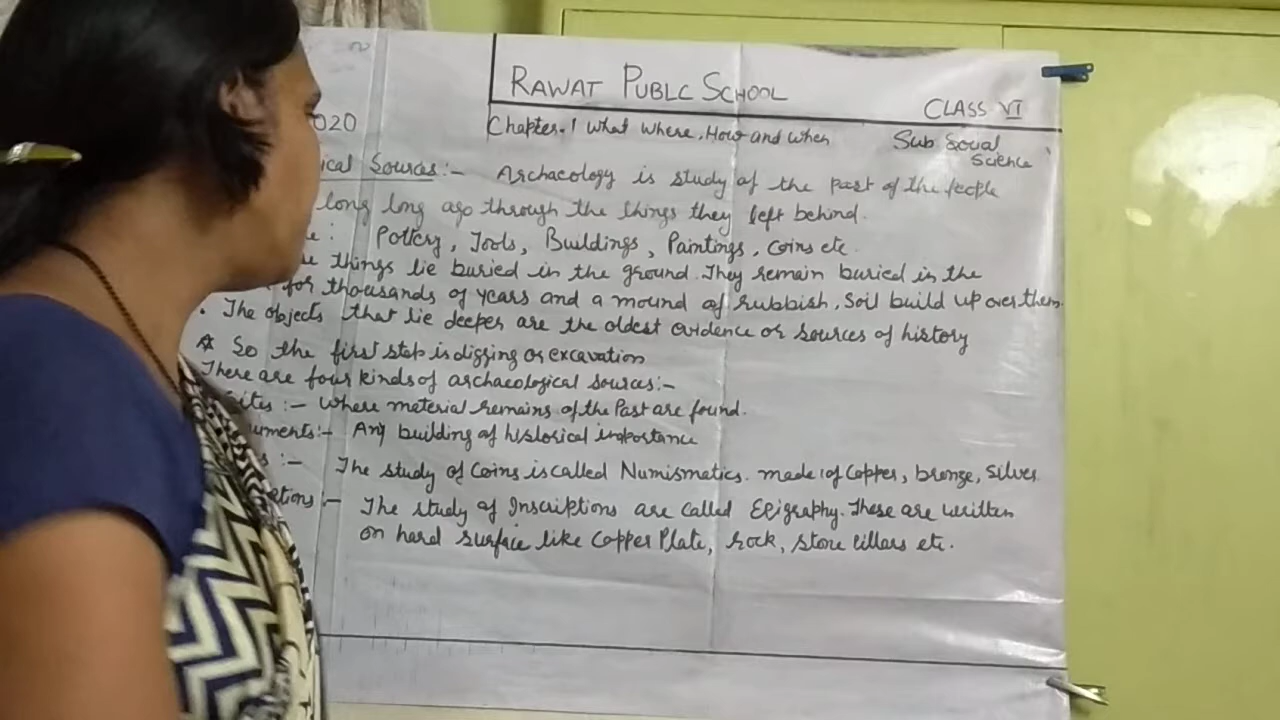 RAWAT PUBLC SCHOOL
CLASS VI
020
Chapter-1 What Where, How and When
Sub Social Science
ical Sources:- Archaeology is study of the past of the people
long long ago through the things they left behind.
e: Pottery, Tools, Buildings, Paintings, Coins etc.
e things lie buried in the ground. They remain buried in the
for thousands of years and a mound of rubbish, soil build up over them.
• The objects that lie deeper are the oldest evidence or sources of history
* So the first step is digging or excavation
There are four kinds of archaeological sources:-
ites:- Where material remains of the Past are found.
uments:- Any building of historical importance
s:- The study of Coins is called Numismatics. made of Copper, bronze, Silver
etions:- The study of Inscriptions are called Epigraphy. These are written
on hard surface like Copper Plate, rock, stone pillars etc.